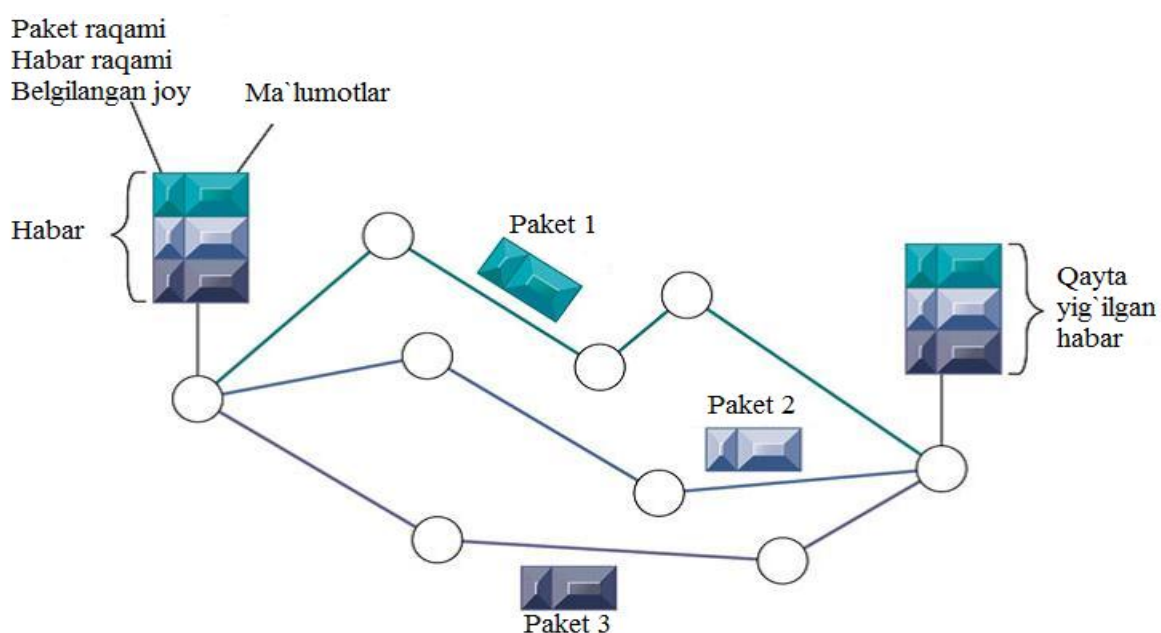 Paket raqami
Habar raqami
Belgilangan joy
Ma`lumotlar
Habar
Paket 1
Qayta
yig`ilgan
habar
Paket 2
Paket 3